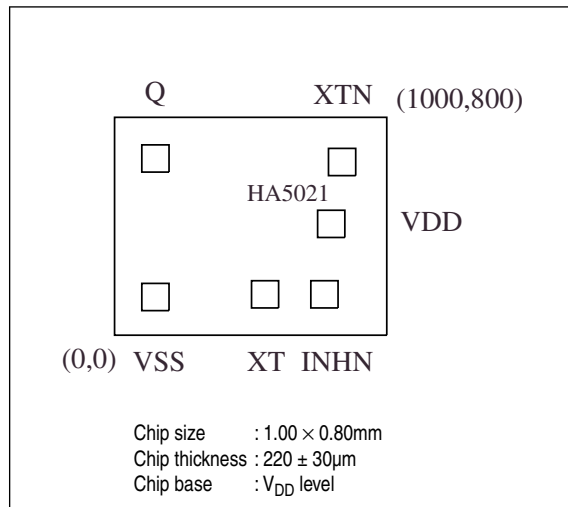 Q XTN (1000,800)
HA5021
VDD
(0,0) VSS XT INHN
Chip size : 1.00 × 0.80mm
Chip thickness : 220 ± 30µm
Chip base : VDD level